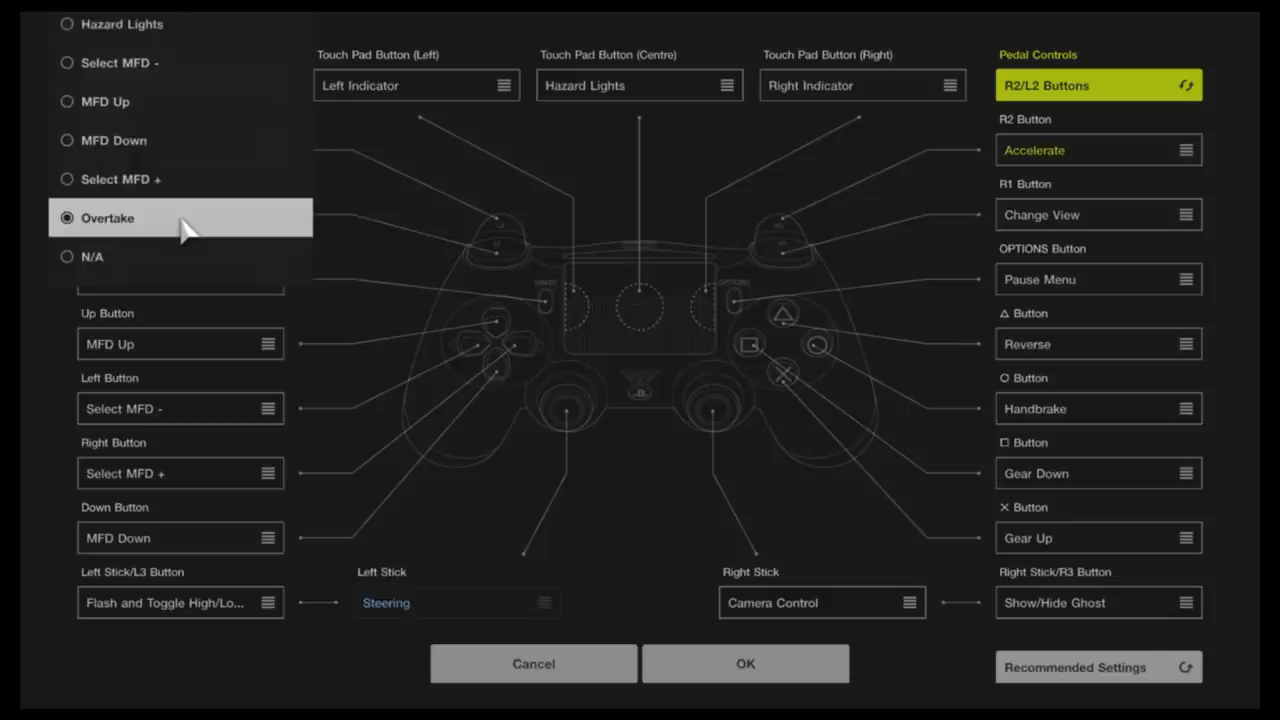 Hazard Lights
Select MFD -
MFD Up
MFD Down
Select MFD +
Overtake
N/A
Up Button
MFD Up
Left Button
Select MFD -
Right Button
Select MFD +
Down Button
MFD Down
Left Stick/L3 Button
Flash and Toggle High/Lo...
Touch Pad Button (Left)
Left Indicator
Touch Pad Button (Centre)
Hazard Lights
Touch Pad Button (Right)
Right Indicator
SHARE
OPTIONS
Left Stick
Steering
Right Stick
Camera Control
Pedal Controls
R2/L2 Buttons
R2 Button
Accelerate
R1 Button
Change View
OPTIONS Button
Pause Menu
△ Button
Reverse
○ Button
Handbrake
□ Button
Gear Down
✕ Button
Gear Up
Right Stick/R3 Button
Show/Hide Ghost
Cancel
OK
Recommended Settings